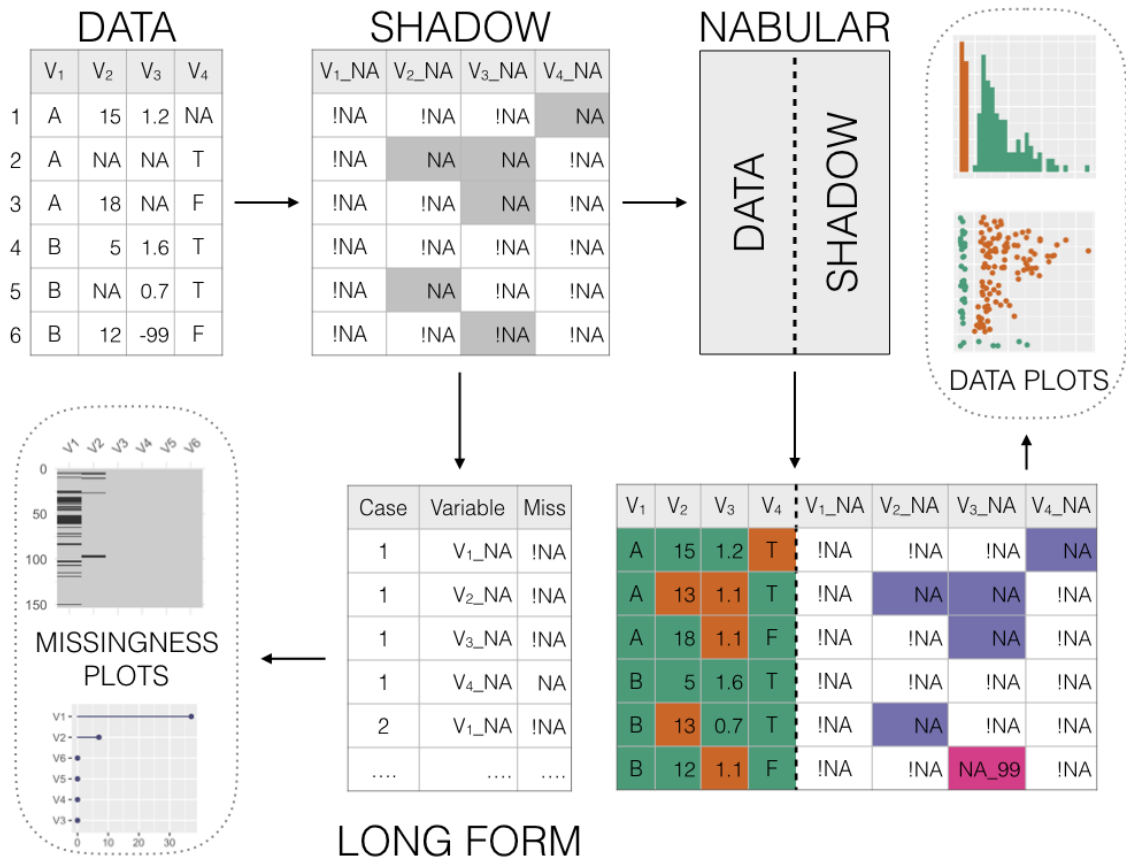 DATA
SHADOW
NABULAR
V₁ V₂ V₃ V₄
1 A 15 1.2 NA
2 A NA NA T
3 A 18 NA F
4 B 5 1.6 T
5 B NA 0.7 T
6 B 12 -99 F
V₁_NA V₂_NA V₃_NA V₄_NA
!NA !NA !NA NA
!NA NA NA !NA
!NA !NA NA !NA
!NA !NA !NA !NA
!NA NA !NA !NA
!NA !NA !NA !NA
DATA
SHADOW
DATA PLOTS
V1 V2 V3 V4 V5 V6
0
50
100
150
MISSINGNESS
PLOTS
V1
V2
V6
V5
V4
V3
0 10 20 30
Case Variable Miss
1 V₁_NA !NA
1 V₂_NA !NA
1 V₃_NA !NA
1 V₄_NA NA
2 V₁_NA !NA
.... .... ....
LONG FORM
V₁ V₂ V₃ V₄ V₁_NA V₂_NA V₃_NA V₄_NA
A 15 1.2 T !NA !NA !NA NA
A 13 1.1 T !NA NA NA !NA
A 18 1.1 F !NA !NA NA !NA
B 5 1.6 T !NA !NA !NA !NA
B 13 0.7 T !NA NA !NA !NA
B 12 1.1 F !NA !NA NA_99 !NA